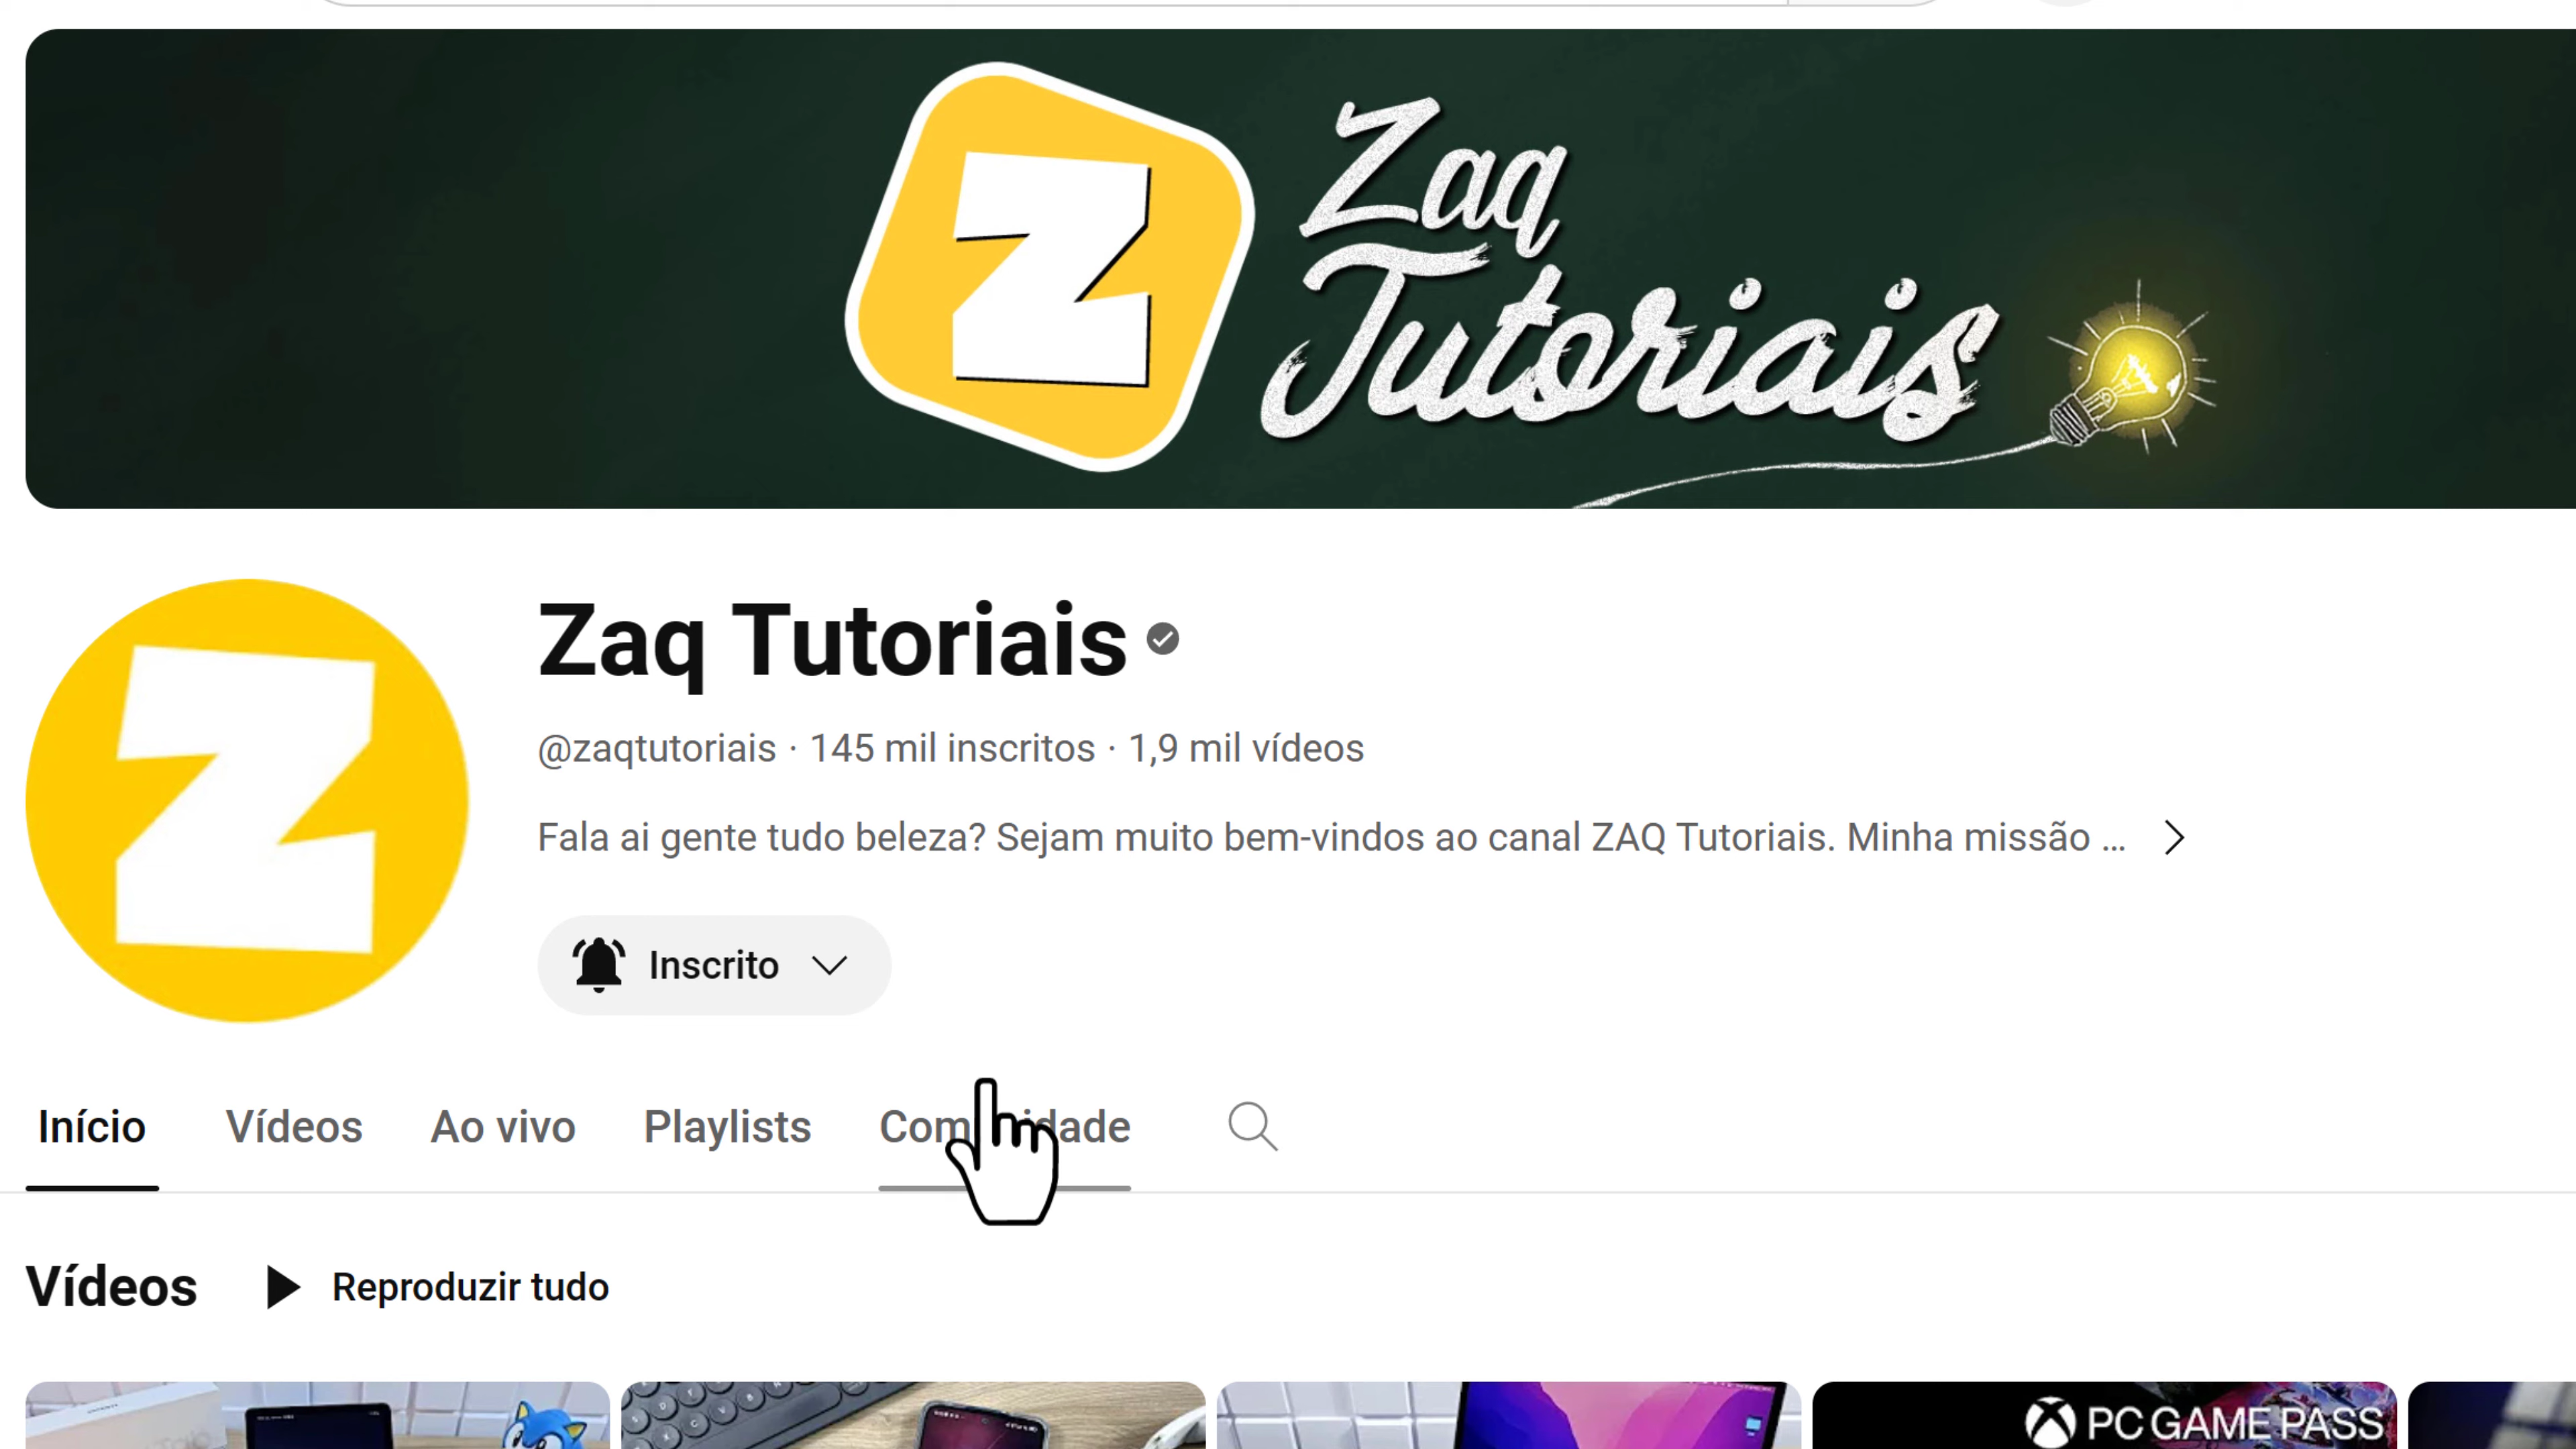 Z
Zaq
Tutoriais
Z
Zaq Tutoriais
@zaqtutoriais · 145 mil inscritos · 1,9 mil vídeos
Fala ai gente tudo beleza? Sejam muito bem-vindos ao canal ZAQ Tutoriais. Minha missão ...
Inscrito
Início Vídeos Ao vivo Playlists
Vídeos Reproduzir tudo
PC GAME PASS